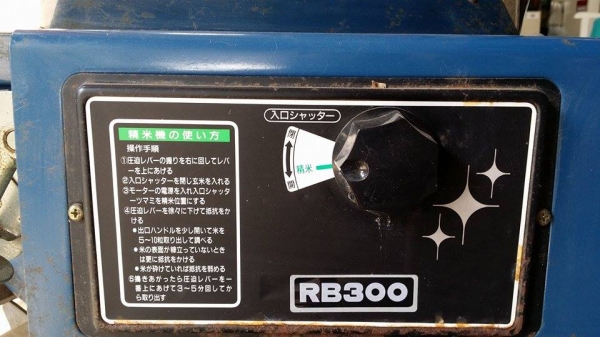 入口シャッター
閉
精米
開
精米機の使い方
操作手順
①圧迫レバーの握りを右に回してレバ
ーを上にあげる
②入口シャッターを閉じ玄米を入れる
③モーターの電源を入れ入口シャッタ
ーツマミを精米位置にする
④圧迫レバーを徐々に下げて抵抗をか
ける
●出口ハンドルを少し開いて米を
5〜10粒取り出して調べる
●米の表面が糠立っていないときは
は更に抵抗をかける
●米が砕けていれば抵抗を弱める
⑤搗きあがったら圧迫レバーを一
番上にあげて3〜5分回してか
ら取り出す
RB300